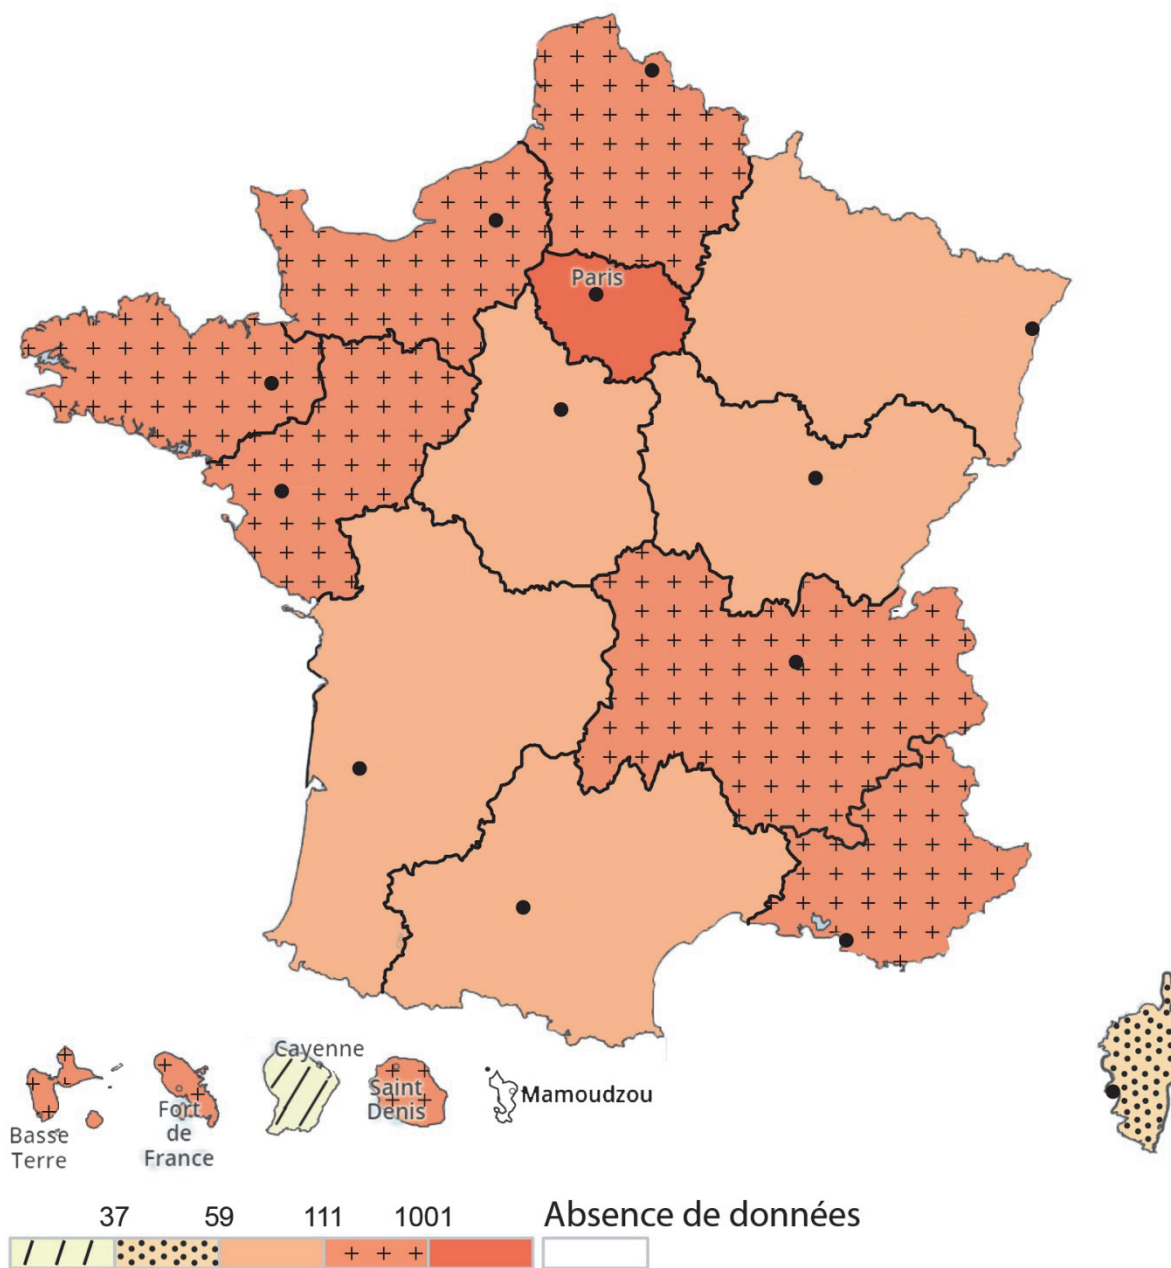 Paris
Cayenne
Saint
Denis
Mamoudzou
Fort
de
France
Basse
Terre
37 59 111 1001 Absence de données